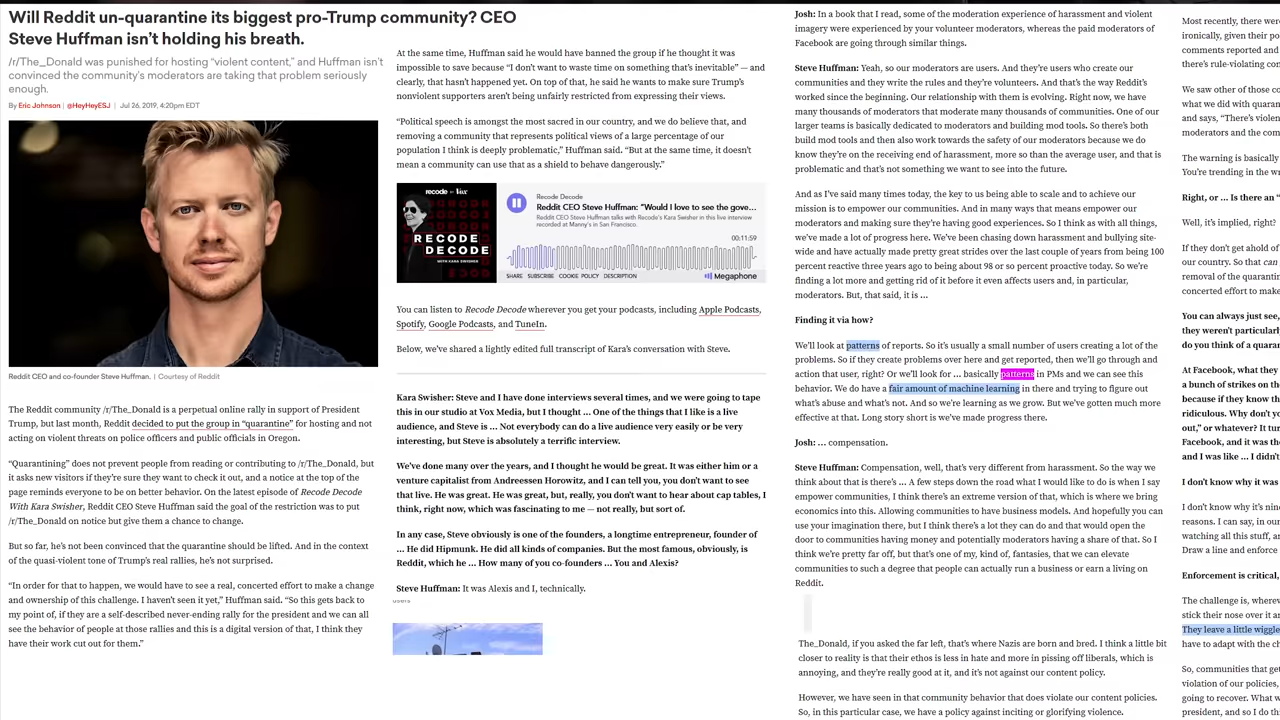 Will Reddit un-quarantine its biggest pro-Trump community? CEO
Steve Huffman isn't holding his breath.
/r/The_Donald was punished for hosting “violent content,” and Huffman isn't
convinced the community's moderators are taking that problem seriously
enough.
By Eric Johnson | @HeyHeyESJ | Jul 26, 2019, 4:20pm EDT
Reddit CEO and co-founder Steve Huffman. | Courtesy of Reddit
The Reddit community /r/The_Donald is a perpetual online rally in support of President
Trump, but last month, Reddit decided to put the group in “quarantine” for hosting and not
acting on violent threats on police officers and public officials in Oregon.
“Quarantining” does not prevent people from reading or contributing to /r/The_Donald, but
it asks new visitors if they're sure they want to check it out, and a notice at the top of the
page reminds everyone to be on better behavior. On the latest episode of Recode Decode
With Kara Swisher, Reddit CEO Steve Huffman said the goal of the restriction was to put
/r/The_Donald on notice but give them a chance to change.
But so far, he's not been convinced that the quarantine should be lifted. And in the context
of the quasi-violent tone of Trump's real rallies, he's not surprised.
“In order for that to happen, we would have to see a real, concerted effort to make a change
and ownership of this challenge. I haven't seen it yet,” Huffman said. “So this gets back to
my point of, if they are a self-described never-ending rally for the president and we can all
see the behavior of people at those rallies and this is a digital version of that, I think they
have their work cut out for them.”
At the same time, Huffman said he would have banned the group if he thought it was
impossible to save because “I don't want to waste time on something that's inevitable” — and
clearly, that hasn't happened yet. On top of that, he said he wants to make sure Trump's
nonviolent supporters aren't being unfairly restricted from expressing their views.
“Political speech is amongst the most sacred in our country, and we do believe that, and
removing a community that represents political views of a large percentage of our
population I think is deeply problematic,” Huffman said. “But at the same time, it doesn't
mean a community can use that as a shield to behave dangerously.”
recode BY Vox
RECODE
DECODE
WITH KARA SWISHER
Recode Decode
Reddit CEO Steve Huffman: “Would I love to see the gove...
Reddit CEO Steve Huffman talks with Recode's Kara Swisher in this live interview
recorded at Manny's in San Francisco.
00:11:59
SHARE SUBSCRIBE COOKIE POLICY DESCRIPTION
Megaphone
You can listen to Recode Decode wherever you get your podcasts, including Apple Podcasts,
Spotify, Google Podcasts, and TuneIn.
Below, we've shared a lightly edited full transcript of Kara's conversation with Steve.
Kara Swisher: Steve and I have done interviews several times, and we were going to tape
this in our studio at Vox Media, but I thought ... One of the things that I like is a live
audience, and Steve is ... Not everybody can do a live audience very easily or be very
interesting, but Steve is absolutely a terrific interview.
We've done many over the years, and I thought he would be great. It was either him or a
venture capitalist from Andreessen Horowitz, and I can tell you, you don't want to see
that live. He was great. He was great, but, really, you don't want to hear about cap tables, I
think, right now, which was fascinating to me — not really, but sort of.
In any case, Steve obviously is one of the founders, a longtime entrepreneur, founder of
... He did Hipmunk. He did all kinds of companies. But the most famous, obviously, is
Reddit, which he ... How many of you co-founders ... You and Alexis?
Steve Huffman: It was Alexis and I, technically.
Josh: In a book that I read, some of the moderation experience of harassment and violent
imagery were experienced by your volunteer moderators, whereas the paid moderators of
Facebook are going through similar things.
Steve Huffman: Yeah, so our moderators are users. And they're users who create our
communities and they write the rules and they're volunteers. And that's the way Reddit's
worked since the beginning. Our relationship with them is evolving. Right now, we have
many thousands of moderators that moderate many thousands of communities. One of our
larger teams is basically dedicated to moderators and building mod tools. So there's both
build mod tools and then also work towards the safety of our moderators because we do
know they're on the receiving end of harassment, more so than the average user, and that is
problematic and that's not something we want to see into the future.
And as I've said many times today, the key to us being able to scale and to achieve our
mission is to empower our communities. And in many ways that means empower our
moderators and making sure they're having good experiences. So I think as with all things,
we've made a lot of progress here. We've been chasing down harassment and bullying site-
wide and have actually made pretty great strides over the last couple of years from being 100
percent reactive three years ago to being about 98 or so percent proactive today. So we're
finding a lot more and getting rid of it before it even affects users and, in particular,
moderators. But, that said, it is ...
Finding it via how?
We'll look at patterns of reports. So it's usually a small number of users creating a lot of the
problems. So if they create problems over here and get reported, then we'll go through and
action that user, right? Or we'll look for ... basically patterns in PMs and we can see this
behavior. We do have a fair amount of machine learning in there and trying to figure out
what's abuse and what's not. And so we're learning as we grow. But we've gotten much more
effective at that. Long story short is we've made progress there.
Josh: ... compensation.
Steve Huffman: Compensation, well, that's very different from harassment. So the way we
think about that is there's ... A few steps down the road what I would like to do is when I say
empower communities, I think there's an extreme version of that, which is where we bring
economics into this. Allowing communities to have business models. And hopefully you can
use your imagination there, but I think there's a lot they can do and that would open the
door to communities having money and potentially moderators having a share of that. So I
think we're pretty far off, but that's one of my, kind of, fantasies, that we can elevate
communities to such a degree that people can actually run a business or earn a living on
Reddit.
The_Donald, if you asked the far left, that's where Nazis are born and bred. I think a little bit
closer to reality is that their ethos is less in hate and more in pissing off liberals, which is
annoying, and they're really good at it, and it's not against our content policy.
However, we have seen in that community behavior that does violate our content policies.
So, in this particular case, we have a policy against inciting or glorifying violence.
Most recently, there were
ironically, given their po
comments reported and
there's rule-violating con
We saw other of those co
what we did with quaran
and says, “There's violen
moderators and the com
The warning is basically
You're trending in the wr
Right, or ... Is there an “
Well, it's implied, right?
If they don't get ahold of
our country. So that can
removal of the quarantin
concerted effort to make
You can always just see,
they weren't particularly
do you think of a quaran
At Facebook, what they
a bunch of strikes on th
because if they know th
ridiculous. Why don't yo
out,” or whatever? It tu
Facebook, and it was the
and I was like ... I didn't
I don't know why it was
I don't know why it's nin
reasons. I can say, in our
watching all this stuff, an
Draw a line and enforce
Enforcement is critical,
The challenge is, whereve
stick their nose over it an
They leave a little wiggle
have to adapt with the ch
So, communities that get
violation of our policies,
going to recover. What w
president, and so I do thi